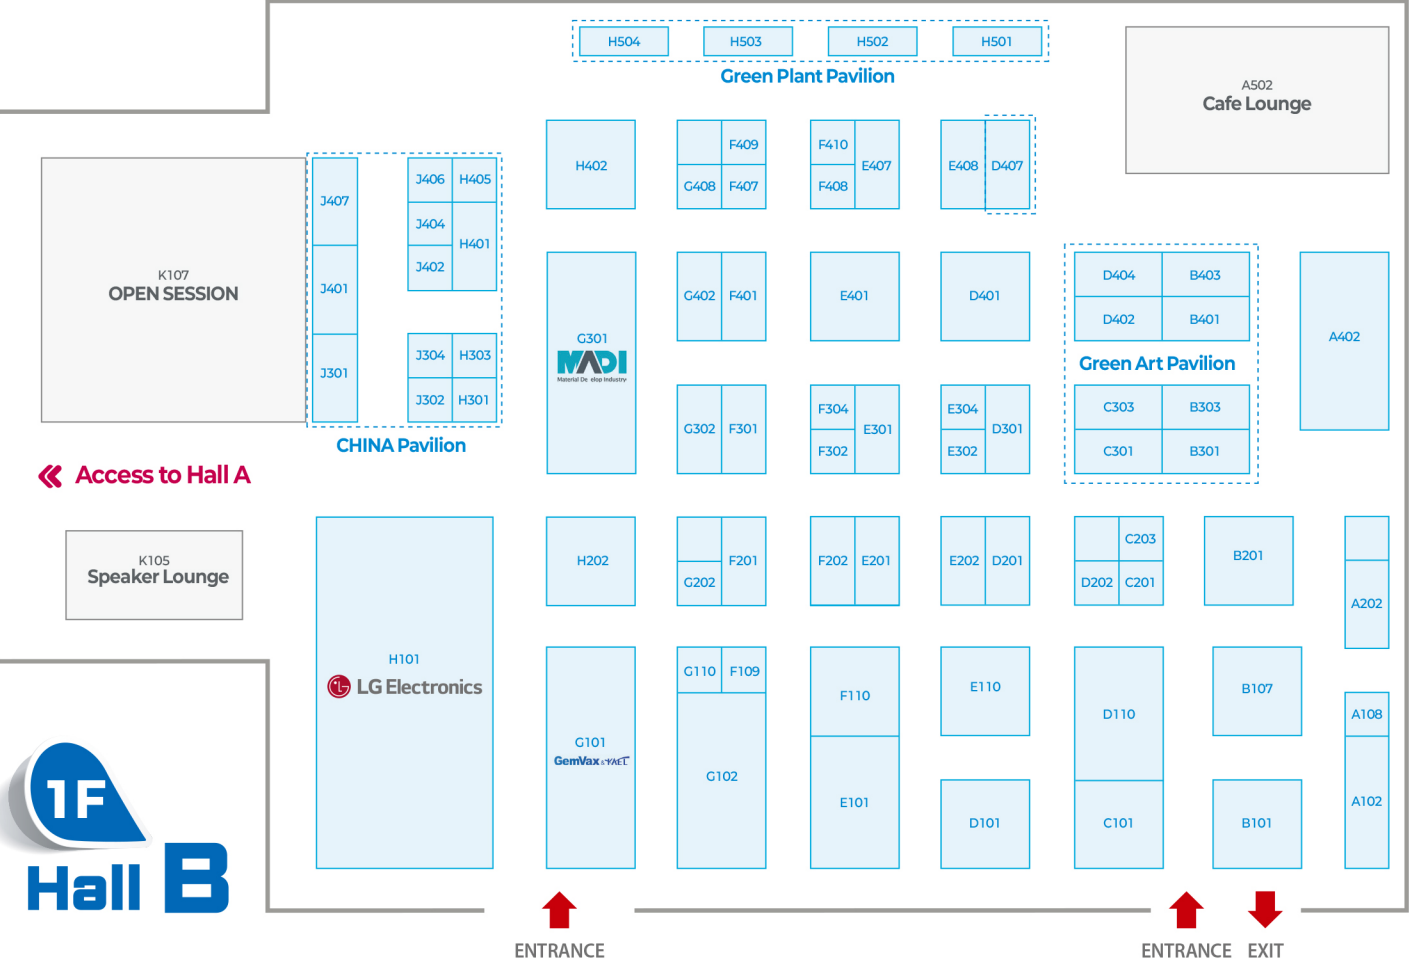 H504 H503 H502 H501
Green Plant Pavilion
A502
Cafe Lounge
H402
F409
G408 F407
F410
F408
E407
E408 D407
J407
J401
J301
J406 H405
J404
H401
J402
J304 H303
J302 H301
CHINA Pavilion
K107
OPEN SESSION
G301
MADI
Material De elop Industry
G402 F401
E401
D401
D404 B403
D402 B401
Green Art Pavilion
C303 B303
C301 B301
A402
G302 F301
F304
F302
E301
E304
E302
D301
Access to Hall A
K105
Speaker Lounge
H101
LG Electronics
H202
G202
F201
F202 E201
E202 D201
C203
D202 C201
B201
A202
G101
GemVax & KAEL
G110 F109
G102
F110
E101
E110
D101
D110
C101
B107
B101
A108
A102
1F
Hall B
ENTRANCE
ENTRANCE EXIT